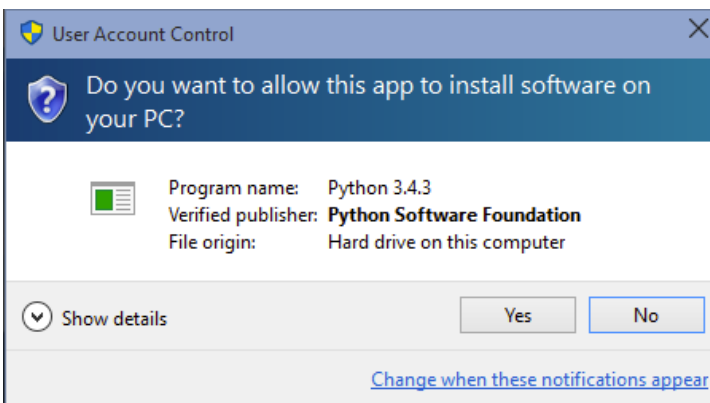 User Account Control
Do you want to allow this app to install software on
your PC?
Program name: Python 3.4.3
Verified publisher: Python Software Foundation
File origin: Hard drive on this computer
Show details Yes No
Change when these notifications appear